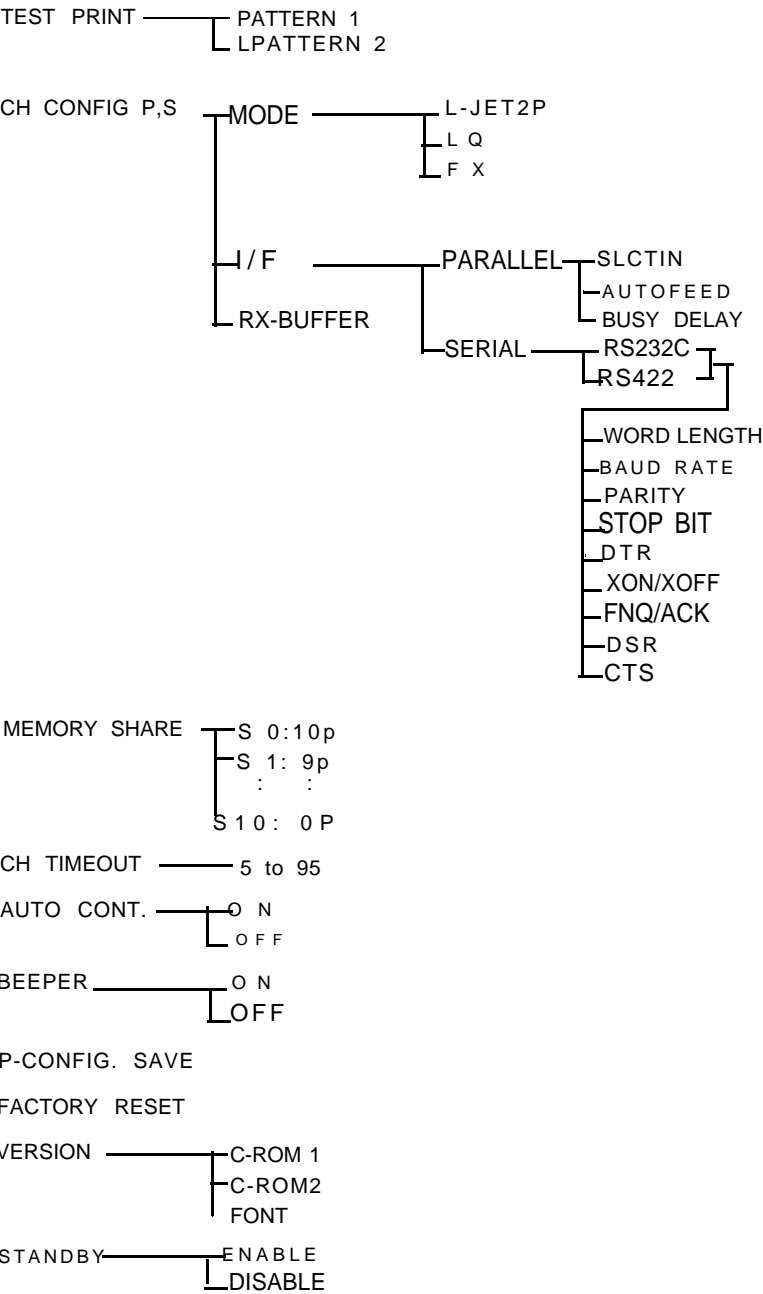 TEST PRINT PATTERN 1
LPATTERN 2
CH CONFIG P,S MODE L-JET2P
L Q
F X
I/F PARALLEL SLCTIN
AUTOFEED
RX-BUFFER BUSY DELAY
SERIAL RS232C
RS422
WORD LENGTH
BAUD RATE
PARITY
STOP BIT
DTR
XON/XOFF
FNQ/ACK
DSR
CTS
MEMORY SHARE S 0:10p
S 1: 9p
: :
S10: 0P
CH TIMEOUT 5 to 95
AUTO CONT. O N
OFF
BEEPER O N
OFF
P-CONFIG. SAVE
FACTORY RESET
VERSION C-ROM 1
C-ROM2
FONT
STANDBY ENABLE
DISABLE